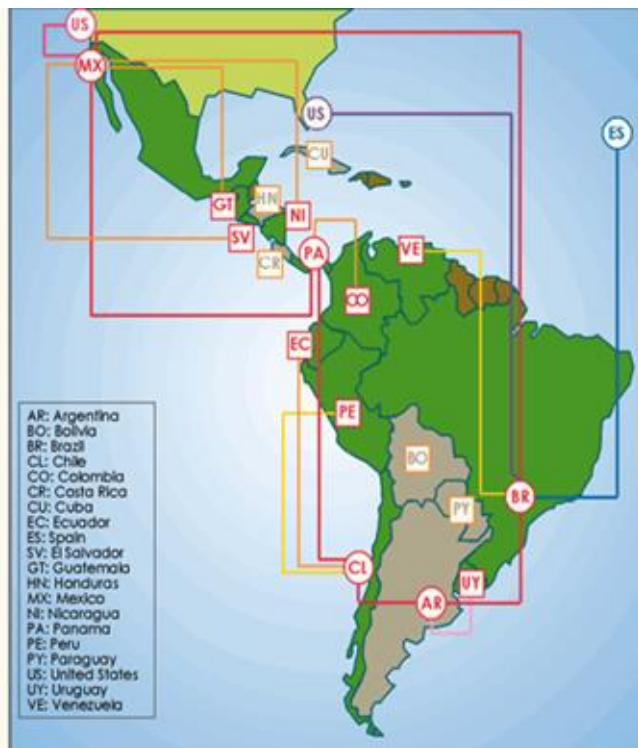 US
MX
US
ES
CU
GT
HN
NI
SV
CR
PA
VE
CO
EC
PE
BO
BR
PY
CL
UY
AR
AR: Argentina
BO: Bolivia
BR: Brazil
CL: Chile
CO: Colombia
CR: Costa Rica
CU: Cuba
EC: Ecuador
ES: Spain
SV: El Salvador
GT: Guatemala
HN: Honduras
MX: Mexico
NI: Nicaragua
PA: Panama
PE: Peru
PY: Paraguay
US: United States
UY: Uruguay
VE: Venezuela